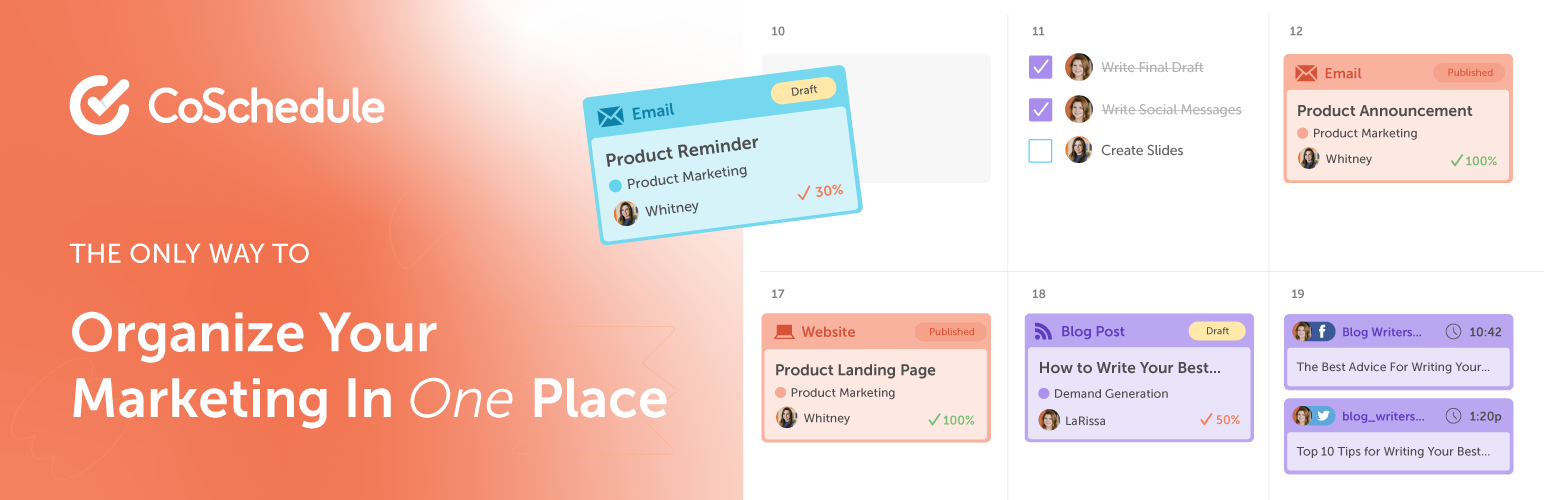 CoSchedule
THE ONLY WAY TO
Organize Your
Marketing In One Place
10
Email
Draft
Product Reminder
Product Marketing
Whitney
30%
11
Write Final Draft
Write Social Messages
Create Slides
12
Email
Published
Product Announcement
Product Marketing
Whitney
100%
17
Website
Published
Product Landing Page
Product Marketing
Whitney
100%
18
Blog Post
Draft
How to Write Your Best...
Demand Generation
LaRissa
50%
19
Blog Writers...
10:42
The Best Advice For Writing Your...
blog_writers...
1:20p
Top 10 Tips for Writing Your Best...